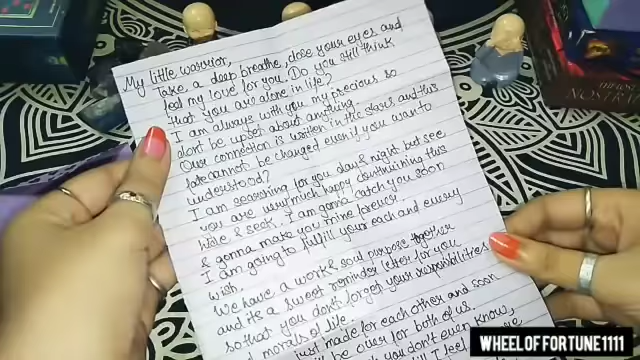 My little worrior,
Take a deep breathe, close your eyes and
feel my love for you. Do you still think
that you are alone in life?
I am always with you my precious so
dont be upset about anything.
Our connection is written in the stars and this
fate cannot be changed even if you want to
understood?
I am searching for you day & night but see
you are very much happy continuining this
hide & seek. I am gonna catch you soon
& gonna make you mine forever.
I am going to fulfill your each and every
wish.
We have a work & soul purpose together
and its a sweet reminder letter for you
so that you don't forget your responsibilities
& morals of life.
just made for each other and soon
be over for both of us.
you don't even know,
I feel
WHEEL OF FORTUNE1111